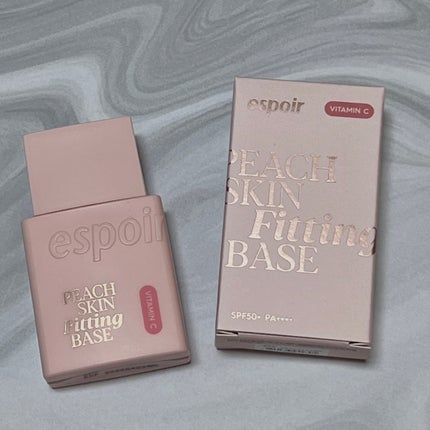 espoir
PEACH
SKIN
Fitting
BASE
VITAMIN C
espoir
VITAMIN C
PEACH
SKIN
Fitting
BASE
SPF50+ PA++++